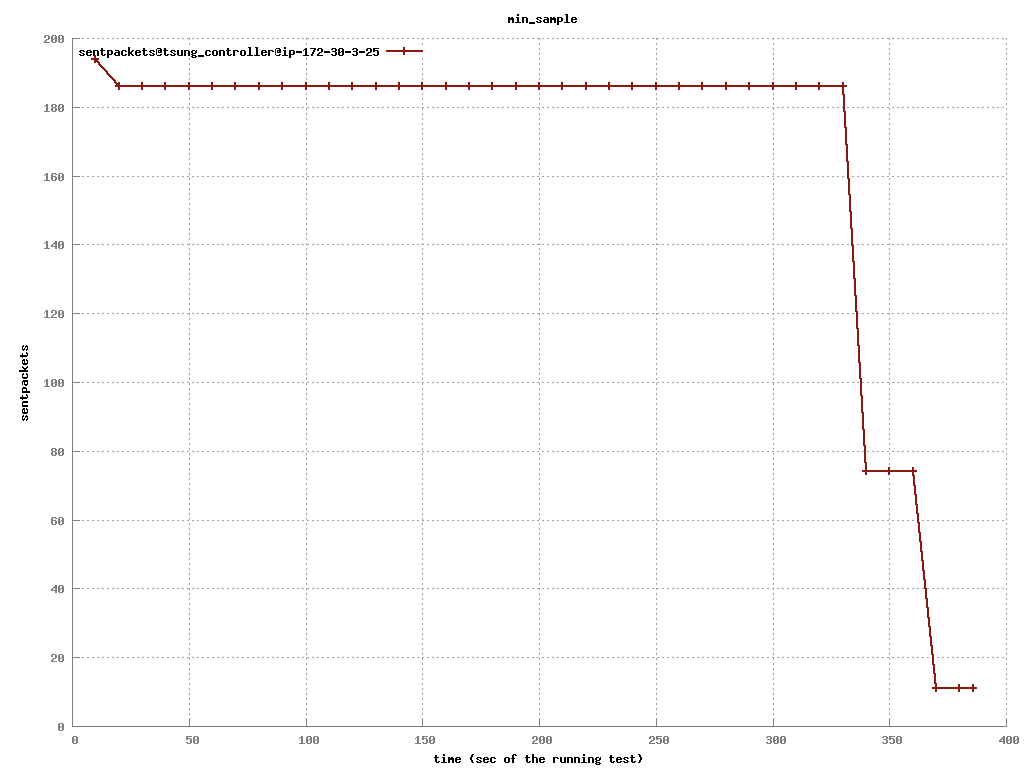 min_sample
200
sentpackets@tsung_controller@ip-172-30-3-25
180
160
140
120
100
80
60
40
20
0
sentpackets
0 50 100 150 200 250 300 350 400
time (sec of the running test)